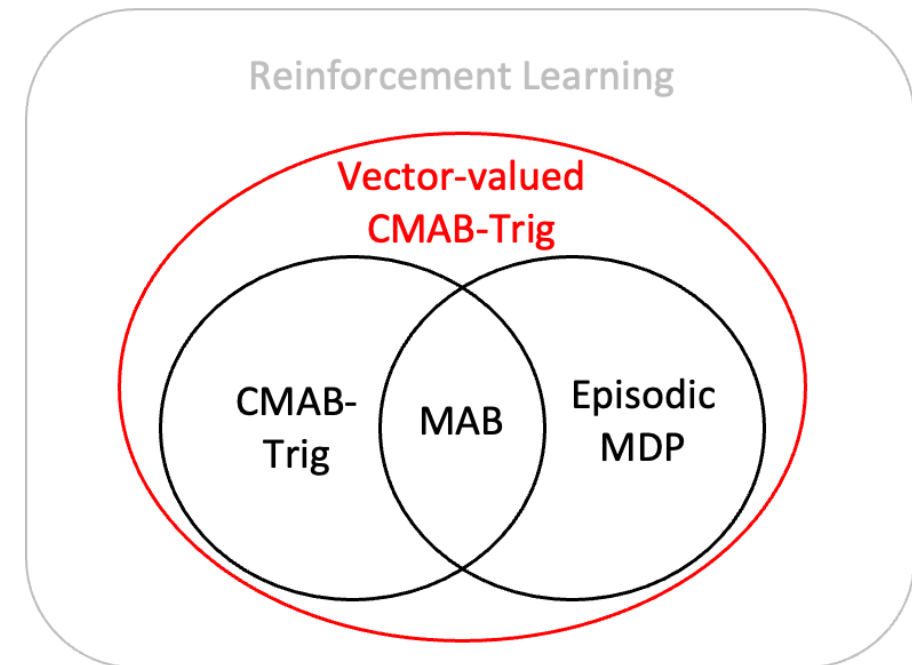 Reinforcement Learning
Vector-valued
CMAB-Trig
CMAB-
Trig
MAB
Episodic
MDP